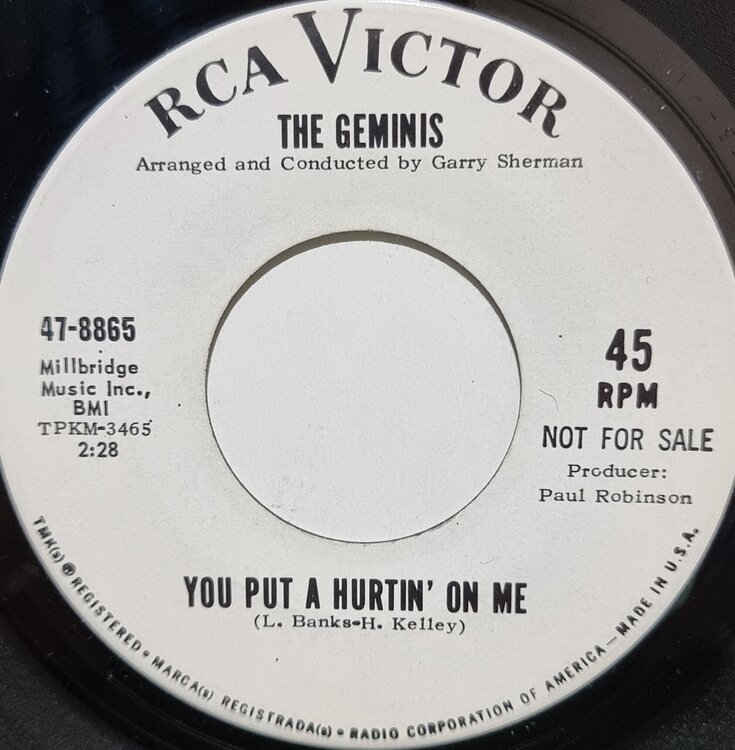 RCA VICTOR
THE GEMINIS
Arranged and Conducted by Garry Sherman
47-8865
Millbridge
Music Inc.,
BMI
TPKM-3465
2:28
45
RPM
NOT FOR SALE
Producer:
Paul Robinson
YOU PUT A HURTIN' ON ME
(L. Banks-H. Kelley)
TMK(s) ® REGISTERED • MARCA(s) REGISTRADA(s) • RADIO CORPORATION OF AMERICA — MADE IN U.S.A.